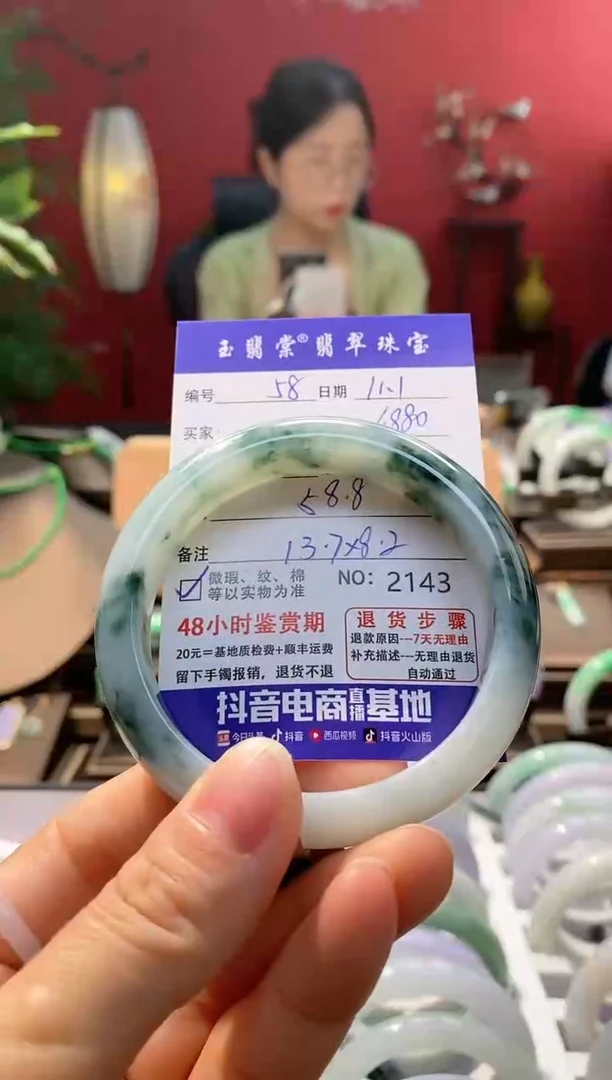 玉翡棠®翡翠珠宝
编号 58 日期 11.1
买家
58.8
备注 13.7x8.2
微瑕、纹、棉
等以实物为准
NO: 2143
48小时鉴赏期
20元=基地质检费+顺丰运费
留下手镯报销，退货不退
退货步骤
退款原因---7天无理由
补充描述---无理由退货
自动通过
抖音电商直播基地
今日头条 抖音 西瓜视频 抖音火山版